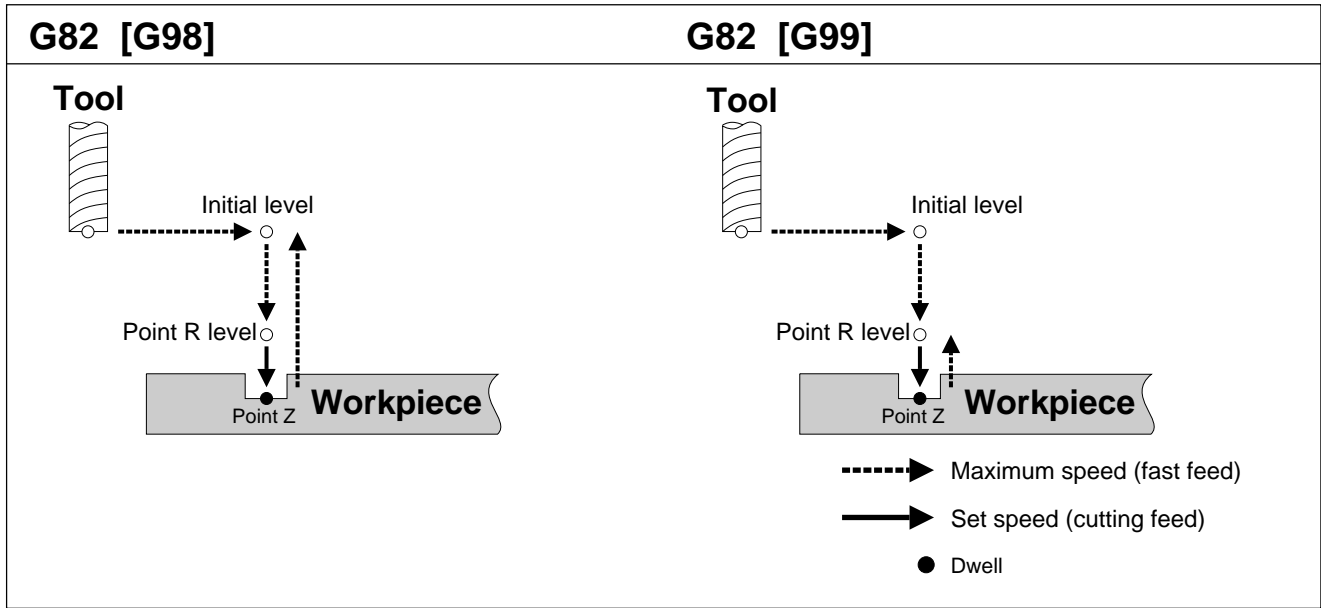 G82 [G98]
G82 [G99]
Tool
Initial level
Point R level
Point Z
Workpiece
Tool
Initial level
Point R level
Point Z
Workpiece
Maximum speed (fast feed)
Set speed (cutting feed)
Dwell